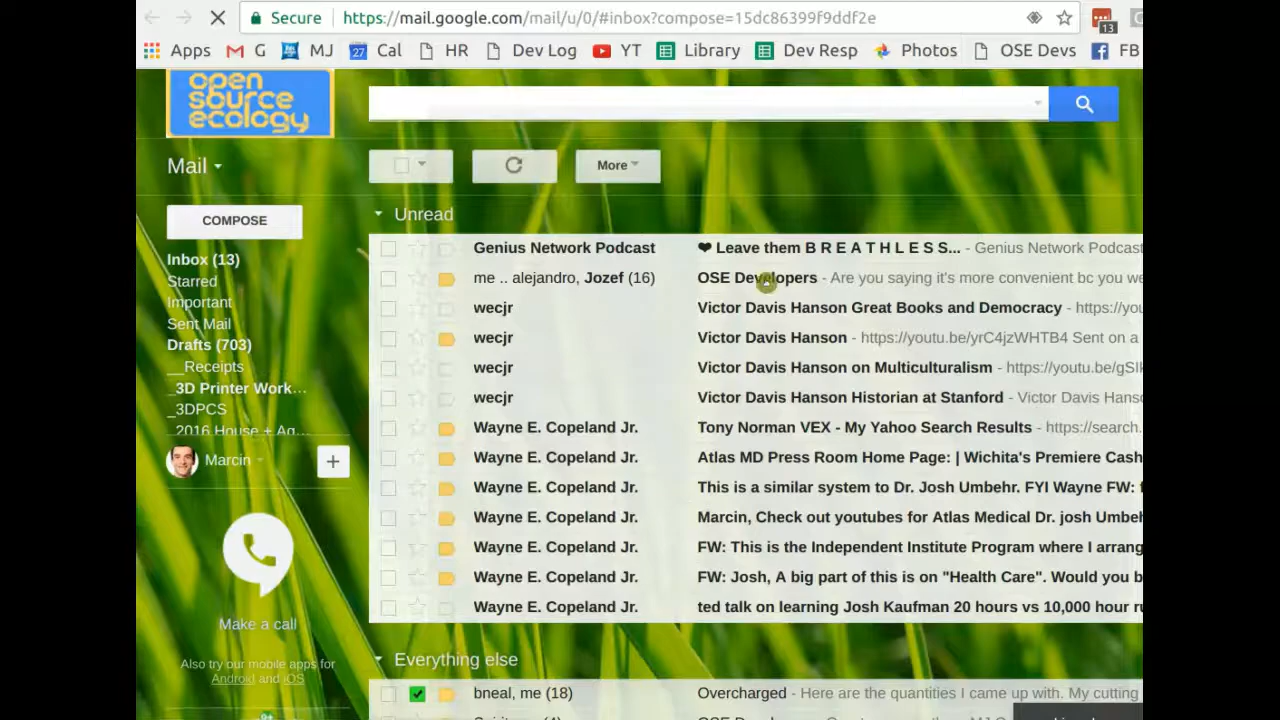 Secure https://mail.google.com/mail/u/0/#inbox?compose=15dc86399f9ddf2e
13
Apps G MJ 27 Cal HR Dev Log YT Library Dev Resp Photos OSE Devs FB
open
source
ecology
Mail
More
COMPOSE
Unread
Inbox (13)
Starred
Important
Sent Mail
Drafts (703)
__Receipts
_3D Printer Work…
_3DPCS
_2016 House + Aq…
Marcin
Make a call
Also try our mobile apps for
Android and iOS
Genius Network Podcast ❤ Leave them B R E A T H L E S S... - Genius Network Podcast
me .. alejandro, Jozef (16) OSE Developers - Are you saying it's more convenient bc you we
wecjr Victor Davis Hanson Great Books and Democracy - https://you
wecjr Victor Davis Hanson - https://youtu.be/yrC4jzWHTB4 Sent on a
wecjr Victor Davis Hanson on Multiculturalism - https://youtu.be/gSIk
wecjr Victor Davis Hanson Historian at Stanford - Victor Davis Hans
Wayne E. Copeland Jr. Tony Norman VEX - My Yahoo Search Results - https://search.
Wayne E. Copeland Jr. Atlas MD Press Room Home Page: | Wichita's Premiere Cash
Wayne E. Copeland Jr. This is a similar system to Dr. Josh Umbehr. FYI Wayne FW: f
Wayne E. Copeland Jr. Marcin, Check out youtubes for Atlas Medical Dr. josh Umbeh
Wayne E. Copeland Jr. FW: This is the Independent Institute Program where I arrang
Wayne E. Copeland Jr. FW: Josh, A big part of this is on "Health Care". Would you b
Wayne E. Copeland Jr. ted talk on learning Josh Kaufman 20 hours vs 10,000 hour ru
Everything else
bneal, me (18) Overcharged - Here are the quantities I came up with. My cutting